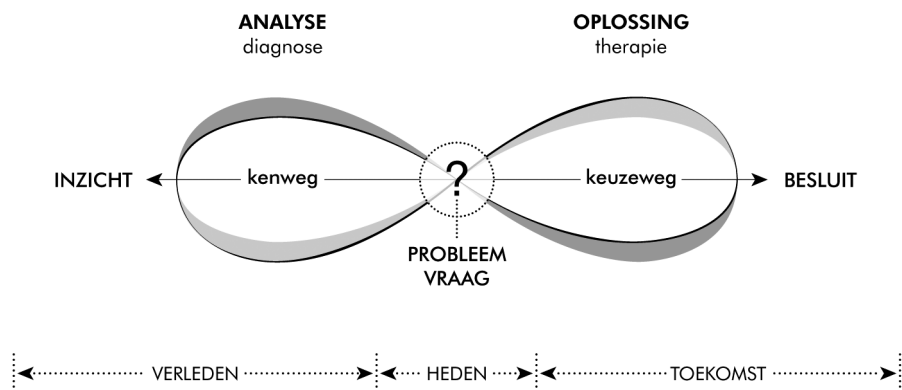 ANALYSE
diagnose
OPLOSSING
therapie
INZICHT
kenweg
?
keuzeweg
BESLUIT
PROBLEEM
VRAAG
VERLEDEN
HEDEN
TOEKOMST